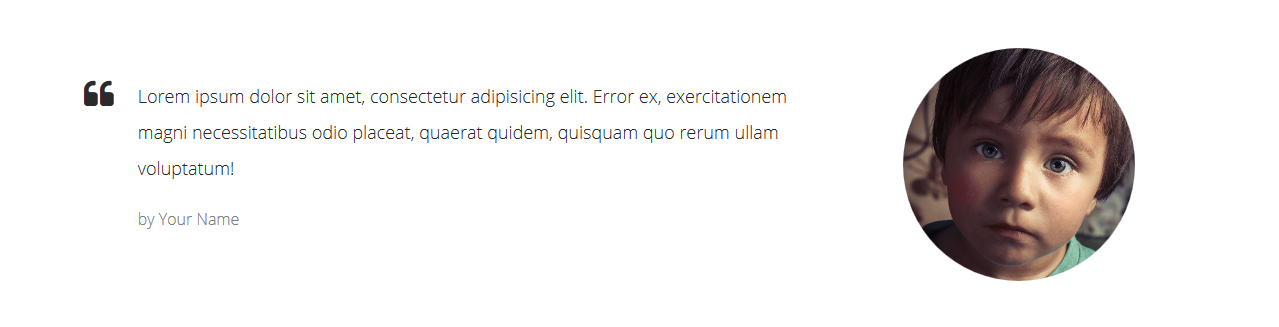 Lorem ipsum dolor sit amet, consectetur adipisicing elit. Error ex, exercitationem
magni necessitatibus odio placeat, quaerat quidem, quisquam quo rerum ullam
voluptatum!
by Your Name